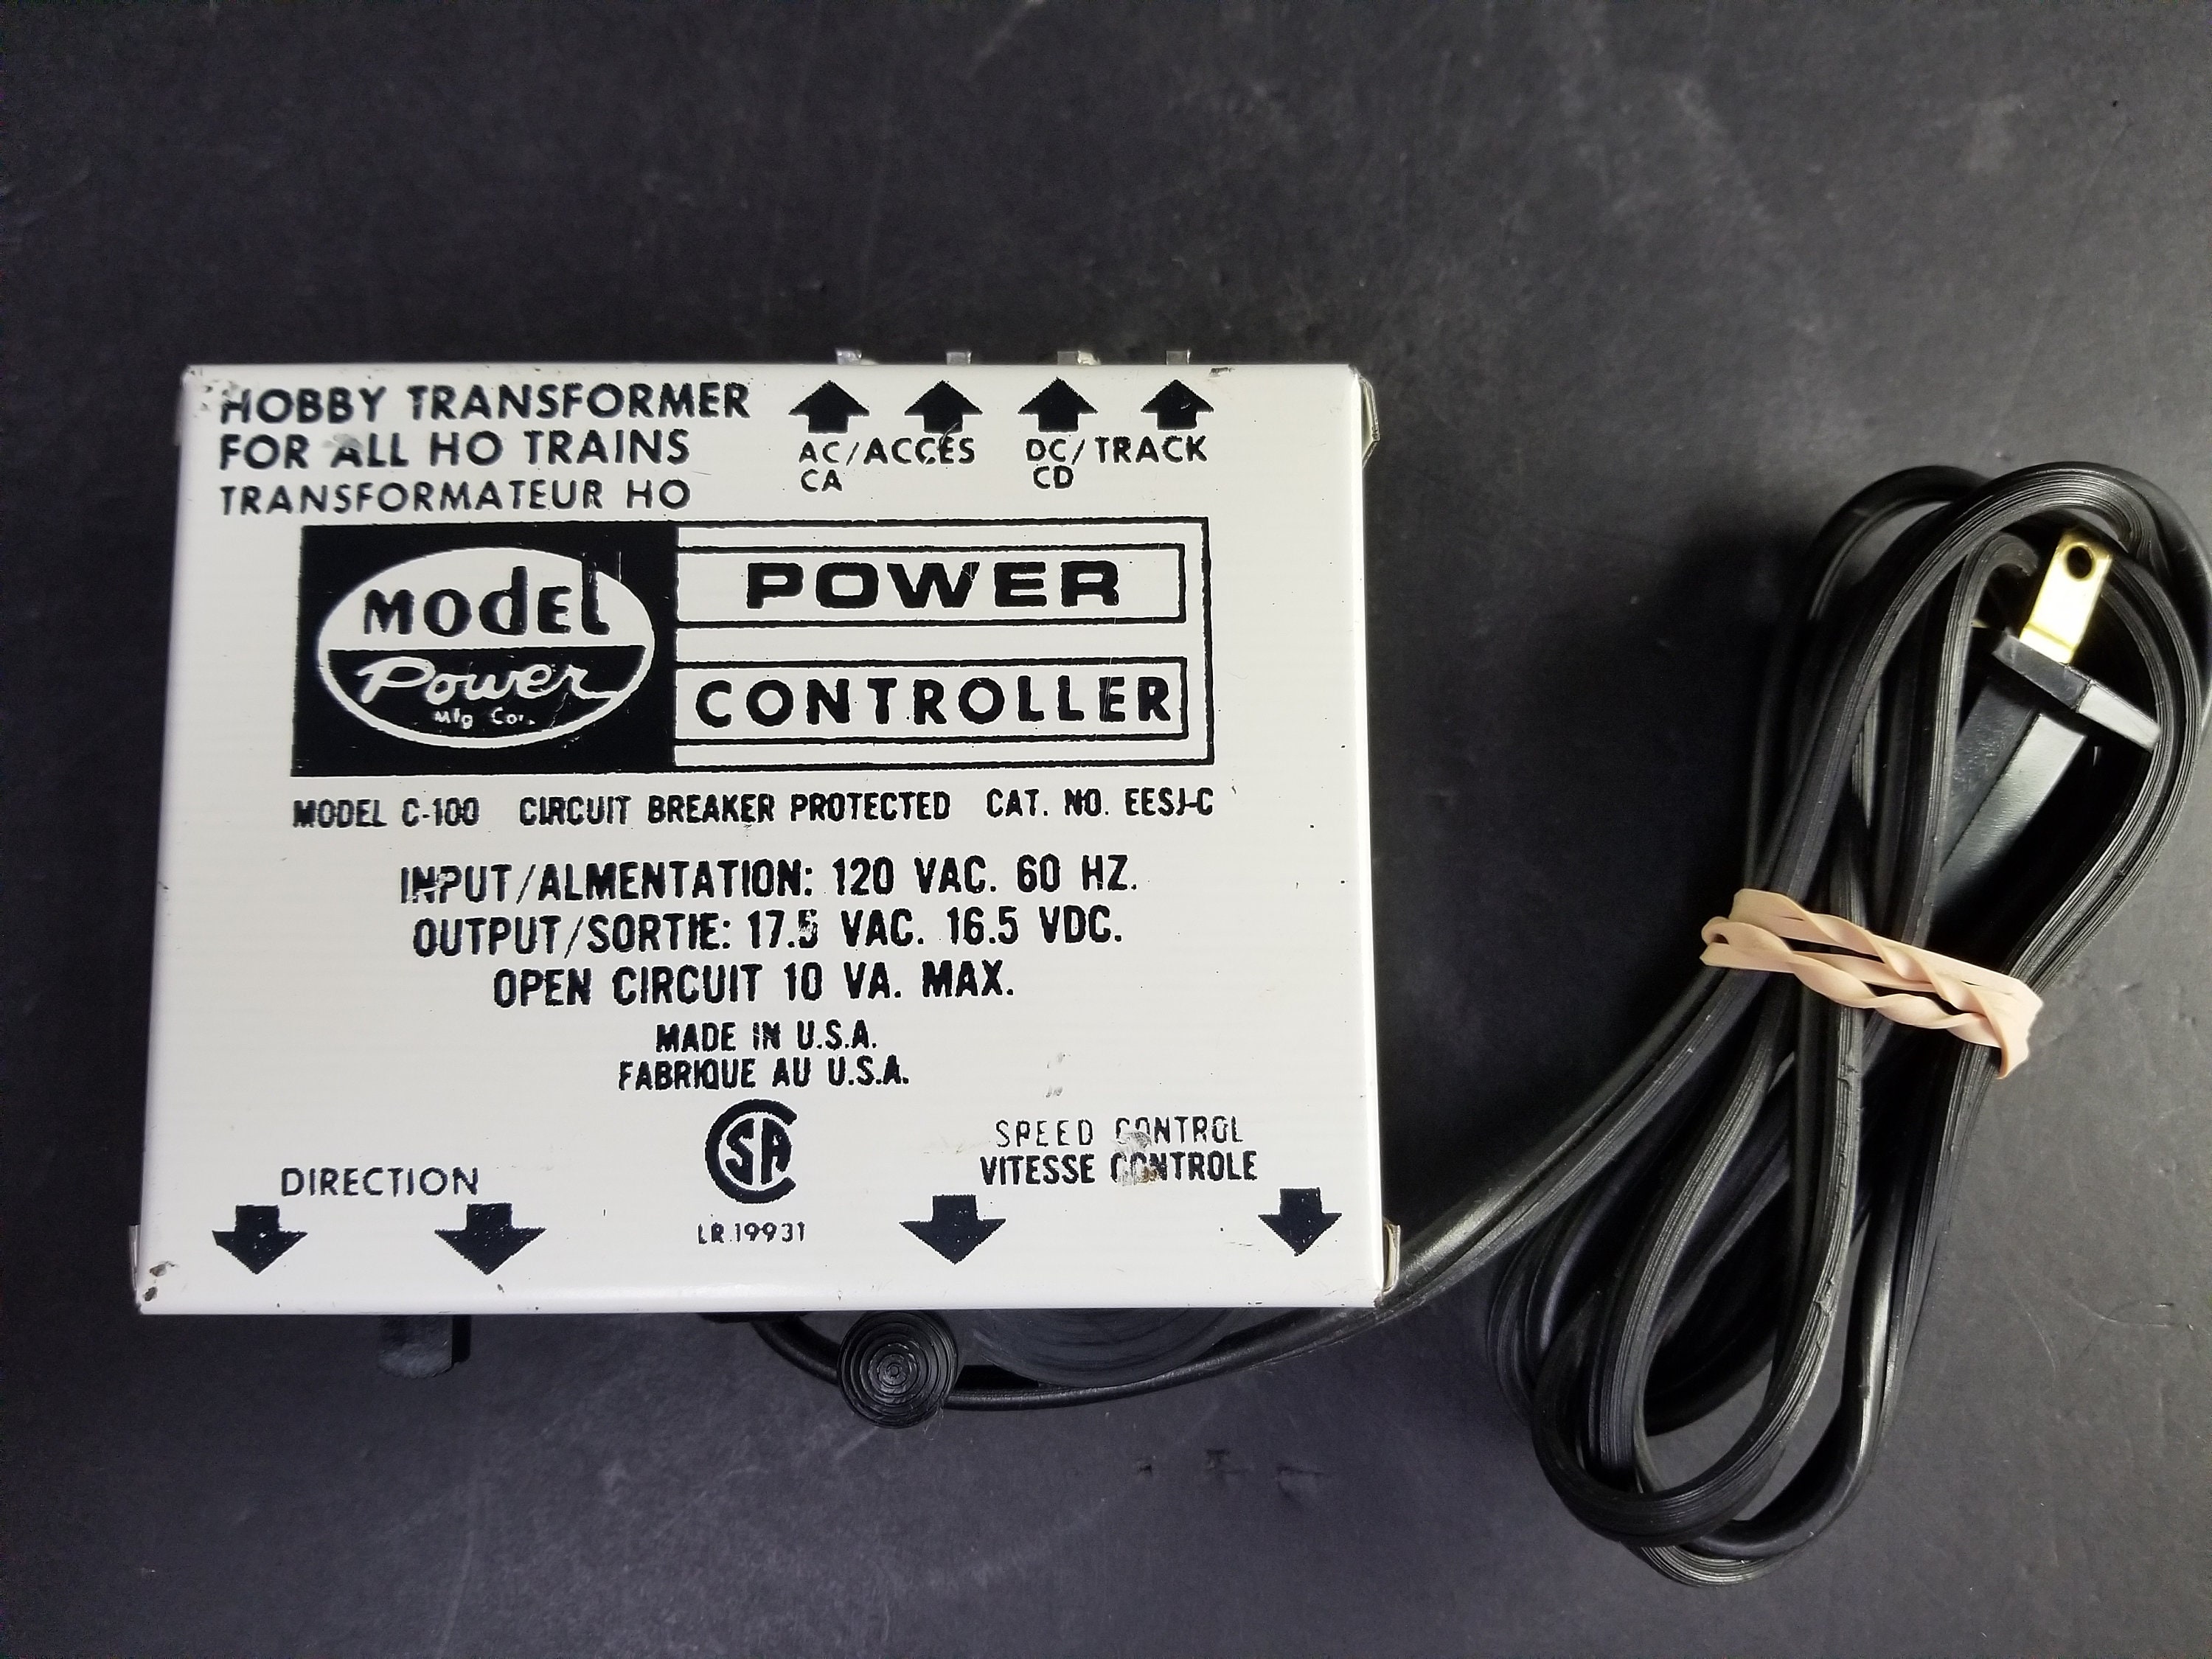 HOBBY TRANSFORMER
FOR ALL HO TRAINS
TRANSFORMATEUR HO
AC/ACCES
CA
DC/TRACK
CD
MODEL
Power
Mfg Cor.
POWER
CONTROLLER
MODEL C-100 CIRCUIT BREAKER PROTECTED CAT. NO. EESJ-C
INPUT/ALMENTATION: 120 VAC. 60 HZ.
OUTPUT/SORTIE: 17.5 VAC. 16.5 VDC.
OPEN CIRCUIT 10 VA. MAX.
MADE IN U.S.A.
FABRIQUE AU U.S.A.
CSA
LR 19931
DIRECTION
SPEED CONTROL
VITESSE CONTROLE